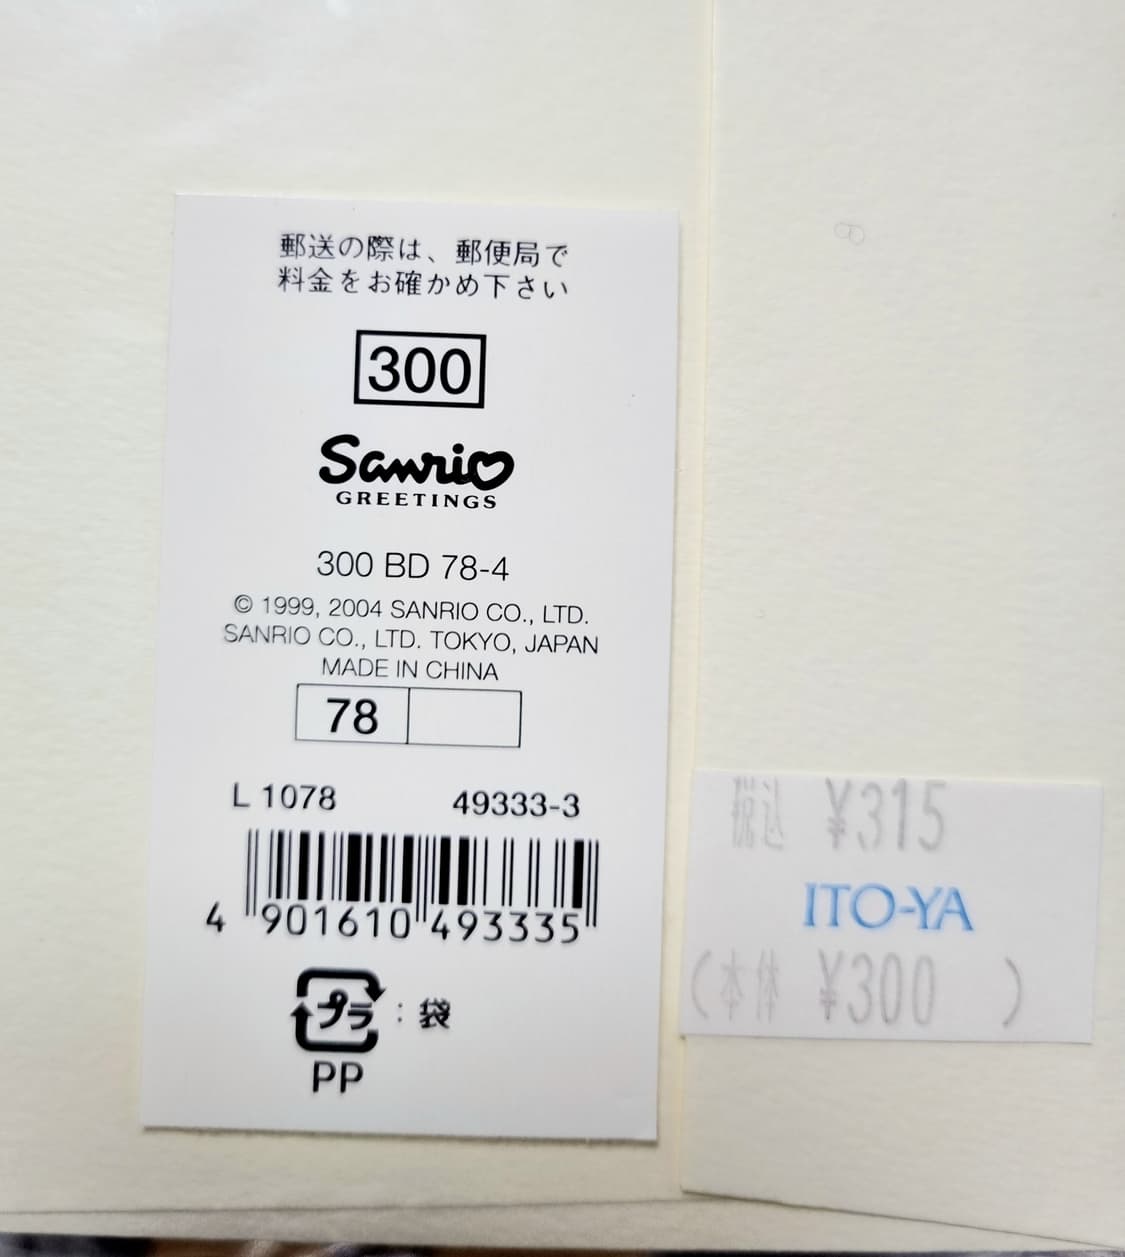 郵送の際は、郵便局で
料金をお確かめ下さい
300
Sanrio
GREETINGS
300 BD 78-4
© 1999, 2004 SANRIO CO., LTD.
SANRIO CO., LTD. TOKYO, JAPAN
MADE IN CHINA
78
L 1078 49333-3
4 901610 493335
プラ : 袋
PP
税込 ¥315
ITO-YA
(本体 ¥300 )